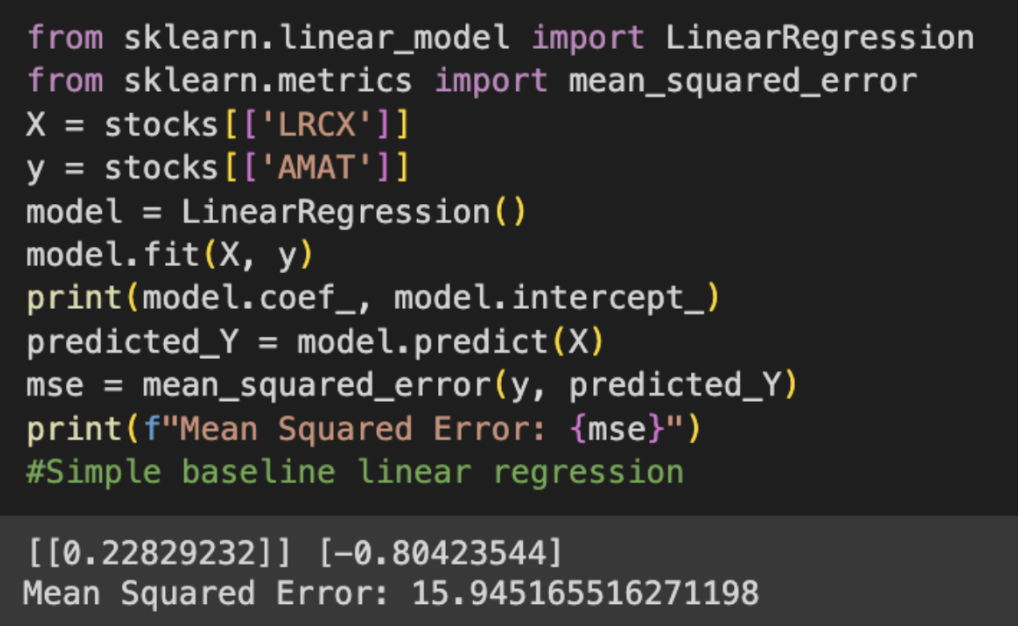 from sklearn.linear_model import LinearRegression
from sklearn.metrics import mean_squared_error
X = stocks[['LRCX']]
y = stocks[['AMAT']]
model = LinearRegression()
model.fit(X, y)
print(model.coef_, model.intercept_)
predicted_Y = model.predict(X)
mse = mean_squared_error(y, predicted_Y)
print(f"Mean Squared Error: {mse}")
#Simple baseline linear regression
[[0.22829232]] [-0.80423544]
Mean Squared Error: 15.945165516271198